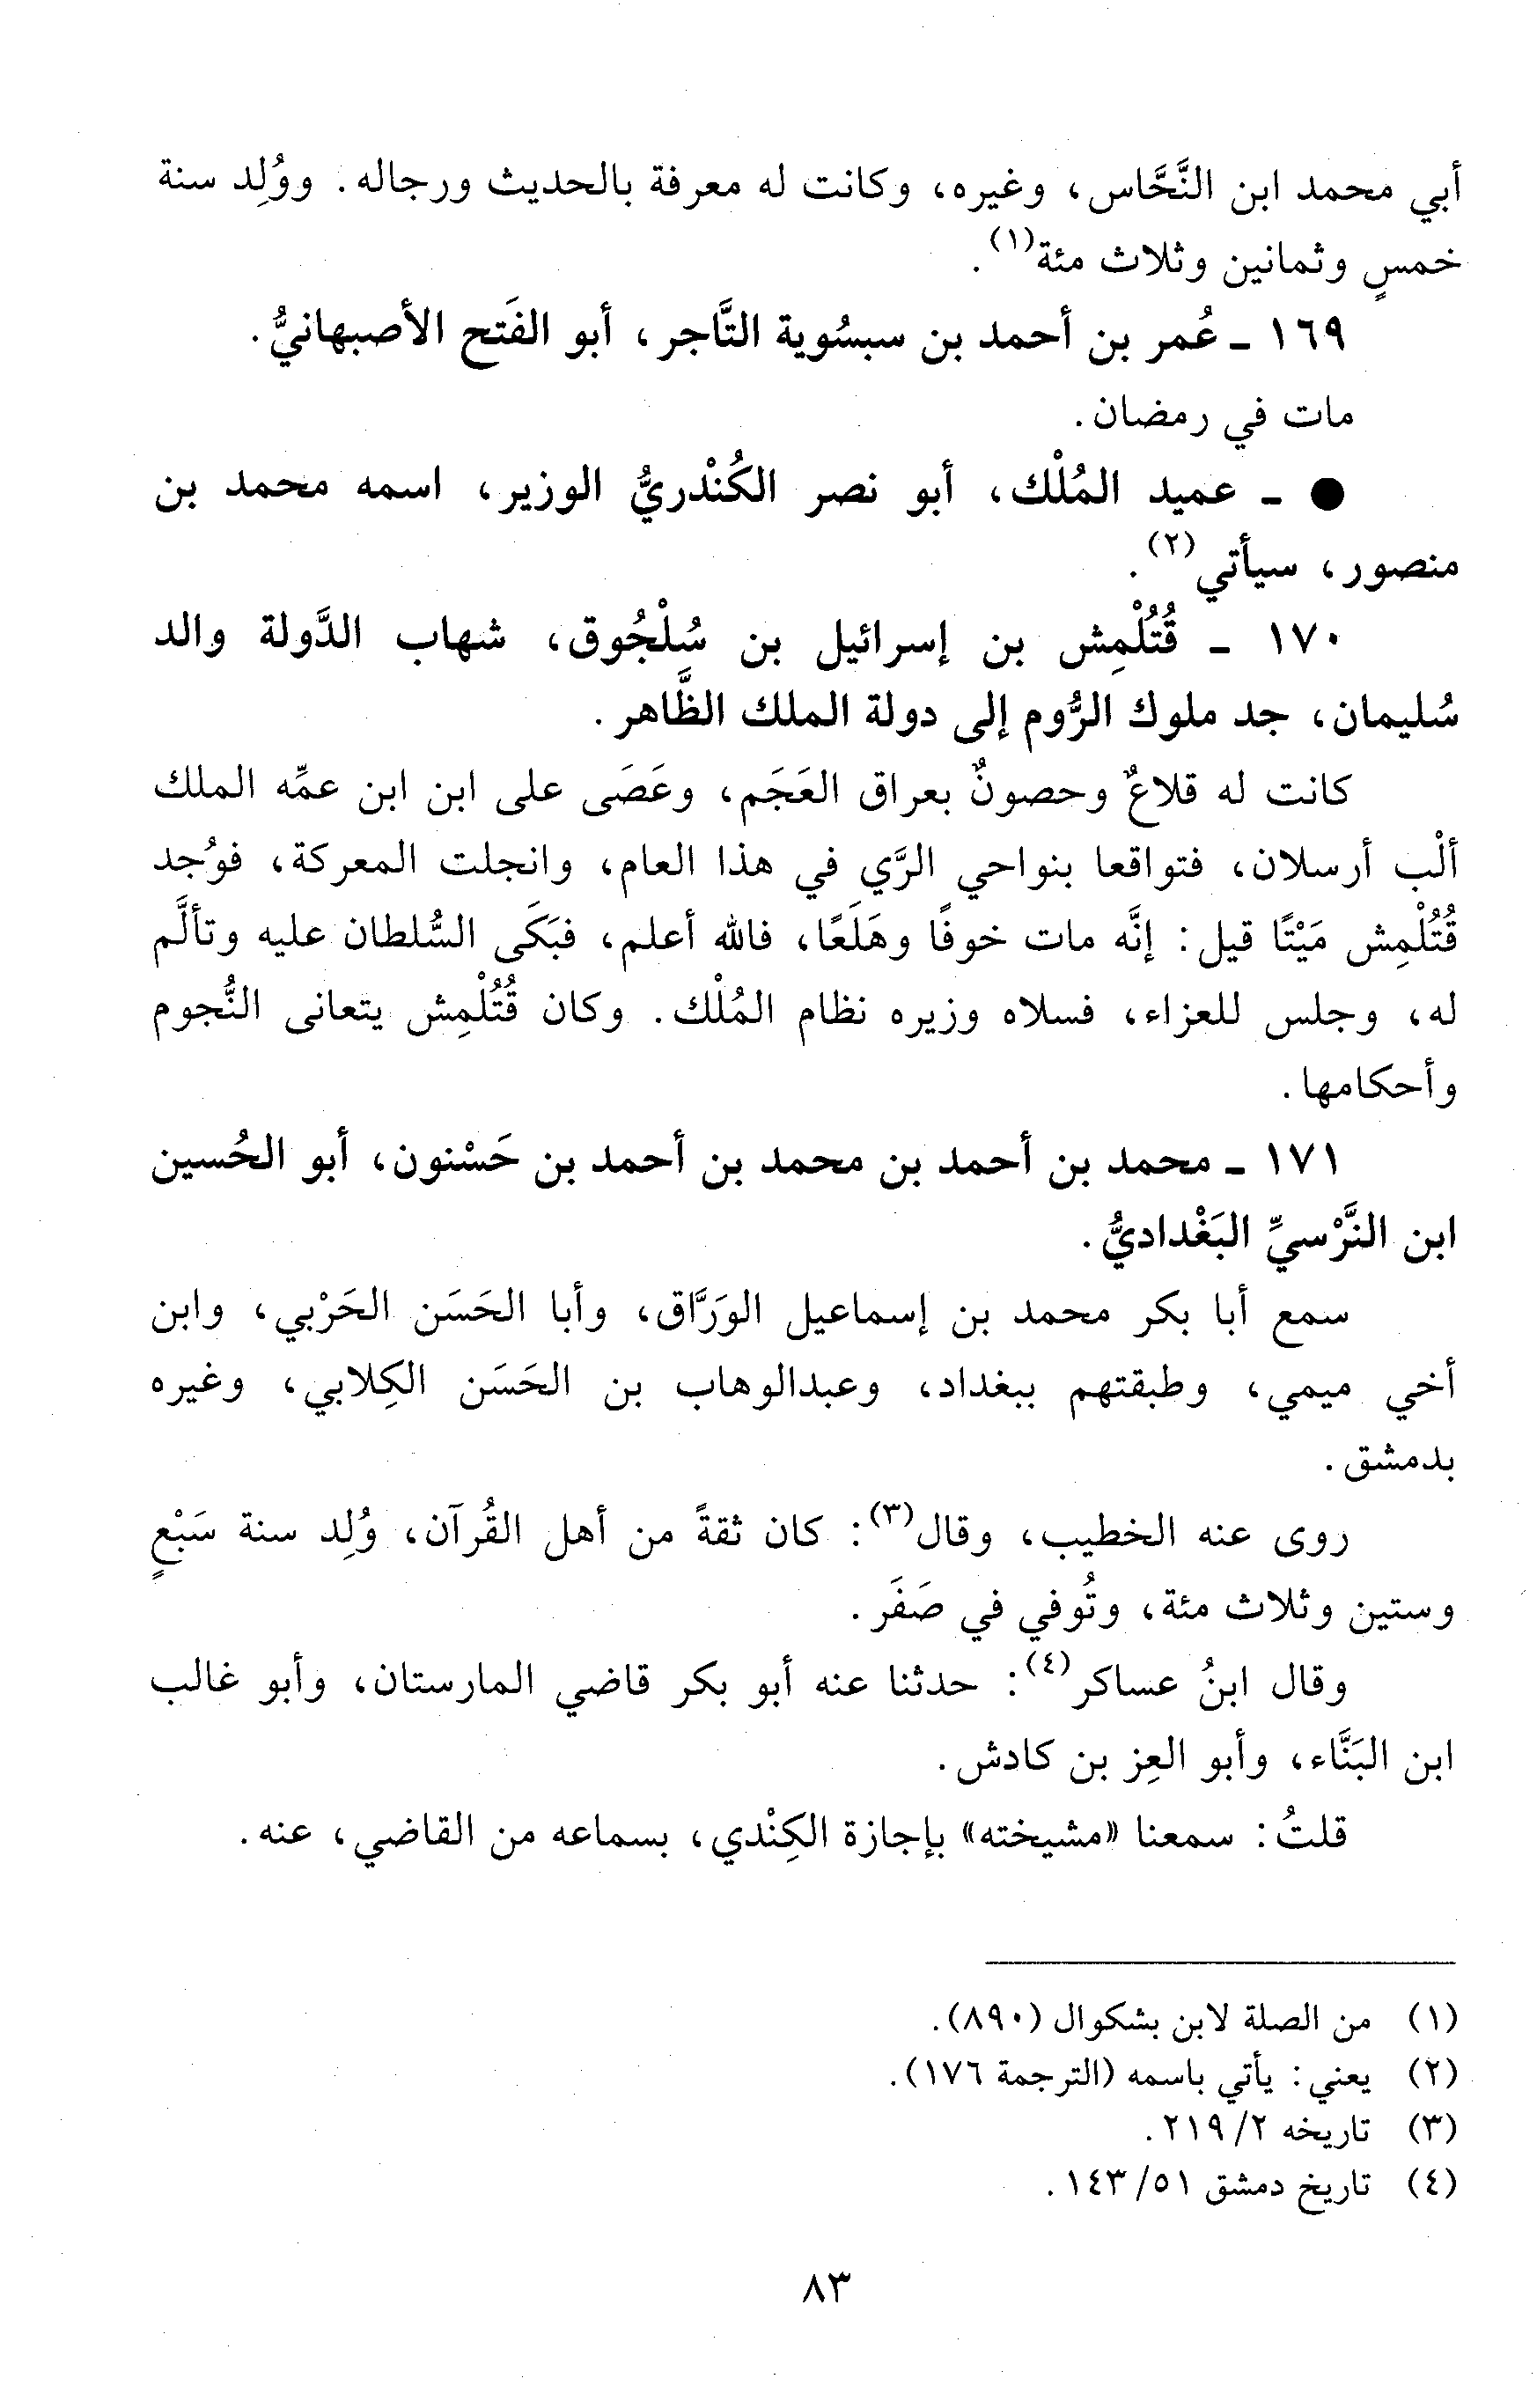 أبي محمد ابن النَّحَّاس، وغيره، وكانت له معرفة بالحديث ورجاله. ووُلِد سنة
خمسٍ وثمانين وثلاث مئة(١).
١٦٩ ـ عُمر بن أحمد بن سبسُوية التَّاجر، أبو الفَتح الأصبهانيُّ.
مات في رمضان.
● ـ عميد المُلْك، أبو نصر الكُنْدريُّ الوزير، اسمه محمد بن
منصور، سيأتي(٢).
١٧٠ ـ قُتُلْمِش بن إسرائيل بن سُلْجُوق، شهاب الدَّولة والد
سُليمان، جد ملوك الرُّوم إلى دولة الملك الظَّاهر.
كانت له قلاعٌ وحصونٌ بعراق العَجَم، وعَصَى على ابن ابن عمِّه الملك
ألْب أرسلان، فتواقعا بنواحي الرَّي في هذا العام، وانجلت المعركة، فوُجد
قُتُلْمِش مَيْتًا قيل: إنَّه مات خوفًا وهَلَعًا، فالله أعلم، فبَكَى السُّلطان عليه وتألَّم
له، وجلس للعزاء، فسلاه وزيره نظام المُلْك. وكان قُتُلْمِش يتعانى النُّجوم
وأحكامها.
١٧١ ـ محمد بن أحمد بن محمد بن أحمد بن حَسْنون، أبو الحُسين
ابن النَّرْسيِّ البَغْداديُّ.
سمع أبا بكر محمد بن إسماعيل الورَّاق، وأبا الحَسَن الحَرْبي، وابن
أخي ميمي، وطبقتهم ببغداد، وعبدالوهاب بن الحَسَن الكِلابي، وغيره
بدمشق.
روى عنه الخطيب، وقال(٣): كان ثقةً من أهل القُرآن، وُلِد سنة سَبْعٍ
وستين وثلاث مئة، وتُوفي في صَفَر.
وقال ابنُ عساكر(٤): حدثنا عنه أبو بكر قاضي المارستان، وأبو غالب
ابن البَنَّاء، وأبو العِز بن كادش.
قلتُ: سمعنا «مشيخته» بإجازة الكِنْدي، بسماعه من القاضي، عنه.
(١) من الصلة لابن بشكوال (٨٩٠).
(٢) يعني: يأتي باسمه (الترجمة ١٧٦).
(٣) تاريخه ٢/ ٢١٩.
(٤) تاريخ دمشق ٥١/ ١٤٣.
٨٣